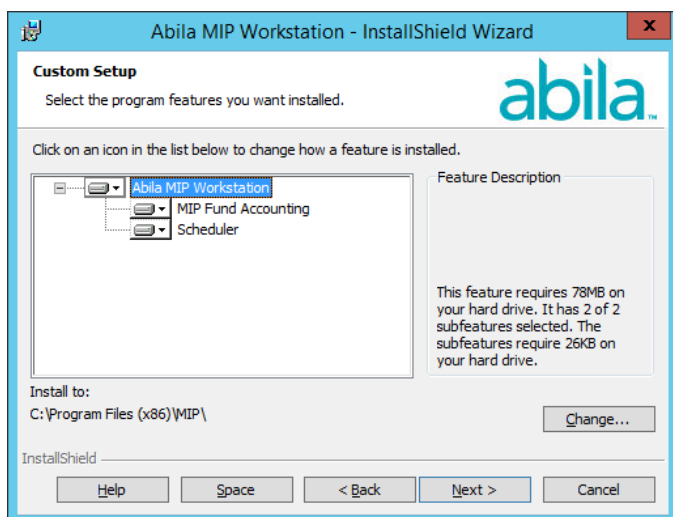 Abila MIP Workstation - InstallShield Wizard
x
Custom Setup
Select the program features you want installed.
abila
Click on an icon in the list below to change how a feature is installed.
Abila MIP Workstation
MIP Fund Accounting
Scheduler
Feature Description
This feature requires 78MB on
your hard drive. It has 2 of 2
subfeatures selected. The
subfeatures require 26KB on
your hard drive.
Install to:
C:\Program Files (x86)\MIP\
Change...
InstallShield
Help
Space
< Back
Next >
Cancel